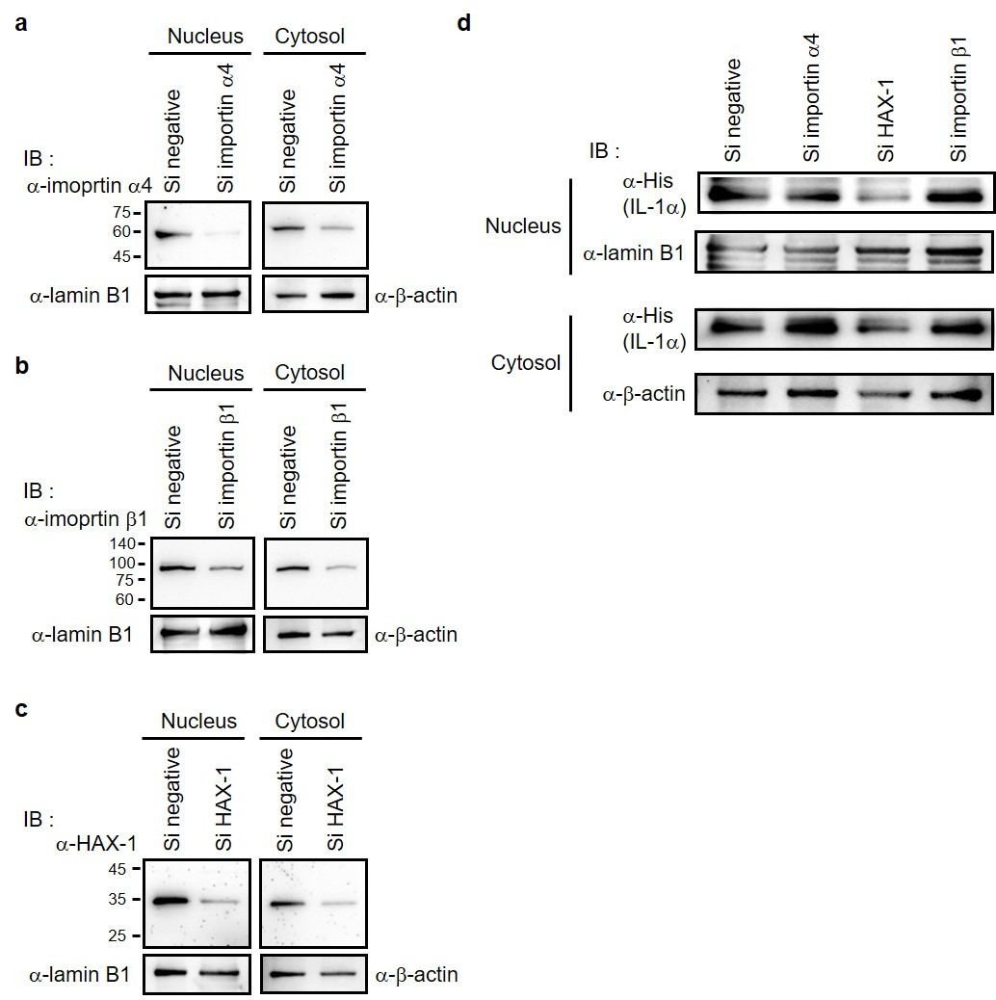 a
Nucleus Cytosol
Si negative
Si importin α4
Si negative
Si importin α4
IB :
α-imoprtin α4
75
60
45
α-lamin B1
α-β-actin
b
Nucleus Cytosol
Si negative
Si importin β1
Si negative
Si importin β1
IB :
α-imoprtin β1
140
100
75
60
α-lamin B1
α-β-actin
c
Nucleus Cytosol
Si negative
Si HAX-1
Si negative
Si HAX-1
IB :
α-HAX-1
45
35
25
α-lamin B1
α-β-actin
d
Si negative
Si importin α4
Si HAX-1
Si importin β1
IB :
Nucleus
α-His
(IL-1α)
α-lamin B1
Cytosol
α-His
(IL-1α)
α-β-actin